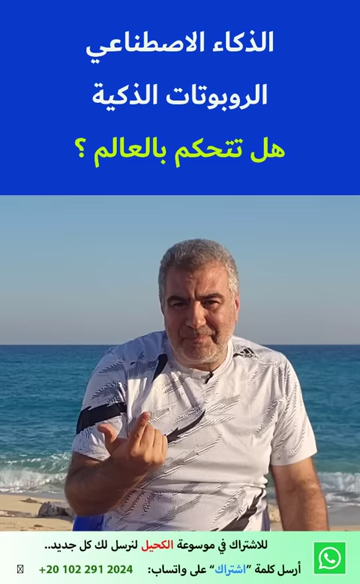 الذكاء الاصطناعي
الروبوتات الذكية
هل تتحكم بالعالم ؟
للاشتراك في موسوعة الكحيل لنرسل لك كل جديد..
أرسل كلمة "اشتراك" على واتساب: +20 102 291 2024